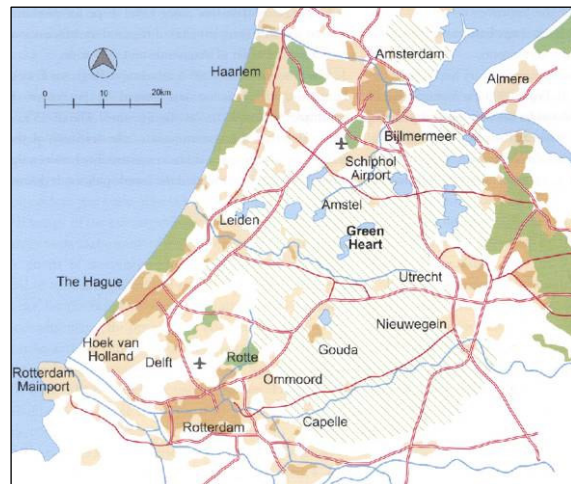 Amsterdam
Haarlem
Almere
0 10 20km
Bijlmermeer
Schiphol
Airport
Amstel
Leiden
Green
Heart
The Hague
Utrecht
Nieuwegein
Hoek van
Holland
Delft
Rotte
Gouda
Rotterdam
Mainport
Ommoord
Capelle
Rotterdam